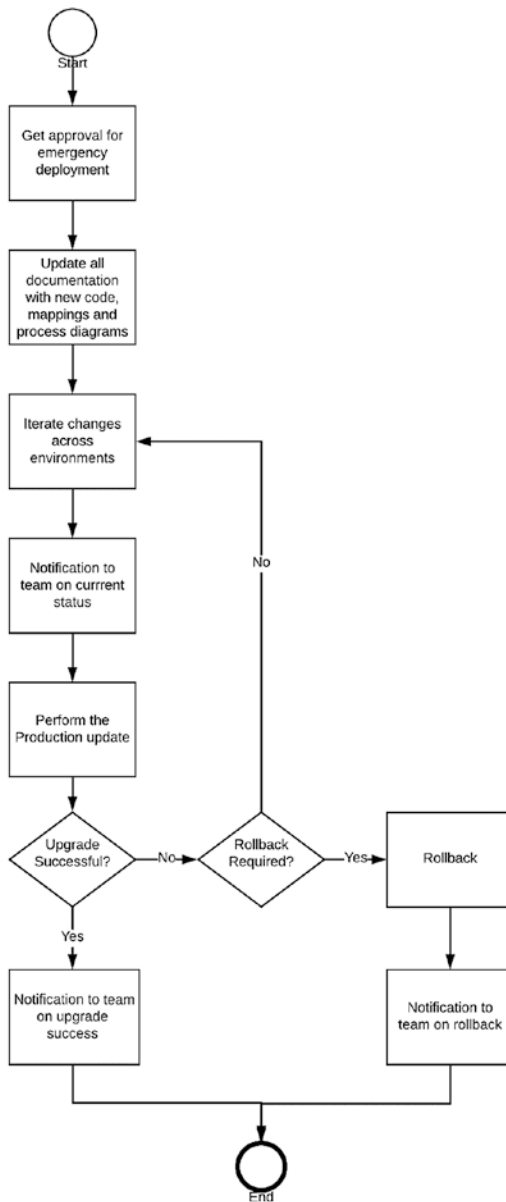 Start
Get approval for
emergency
deployment
Update all
documentation
with new code,
mappings and
process diagrams
Iterate changes
across
environments
No
Notification to
team on currrent
status
Perform the
Production update
Upgrade
Successful?
No
Rollback
Required?
Yes
Rollback
Yes
Notification to team
on upgrade
success
Notification to
team on rollback
End